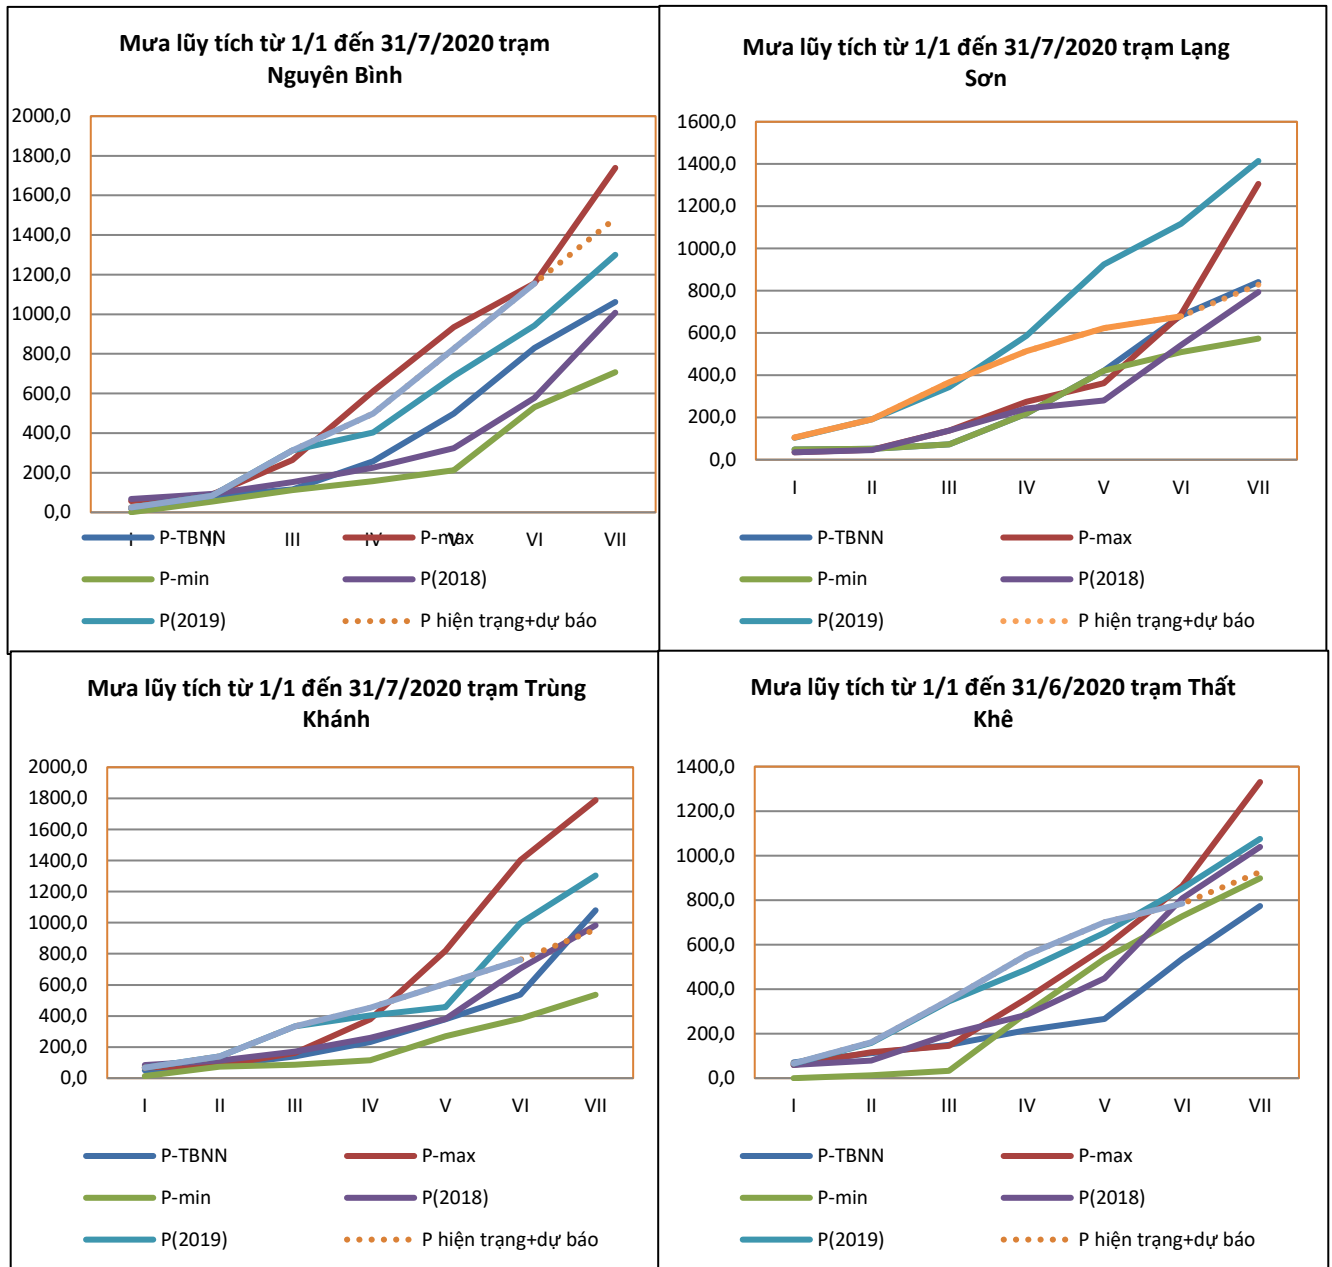 Mưa lũy tích từ 1/1 đến 31/7/2020 trạm
Nguyên Bình
2000,0
1800,0
1600,0
1400,0
1200,0
1000,0
800,0
600,0
400,0
200,0
0,0
I II III IV V VI VII
P-TBNN P-max
P-min P(2018)
P(2019) P hiện trạng+dự báo
Mưa lũy tích từ 1/1 đến 31/7/2020 trạm Lạng
Sơn
1600,0
1400,0
1200,0
1000,0
800,0
600,0
400,0
200,0
0,0
I II III IV V VI VII
P-TBNN P-max
P-min P(2018)
P(2019) P hiện trạng+dự báo
Mưa lũy tích từ 1/1 đến 31/7/2020 trạm Trùng
Khánh
2000,0
1800,0
1600,0
1400,0
1200,0
1000,0
800,0
600,0
400,0
200,0
0,0
I II III IV V VI VII
P-TBNN P-max
P-min P(2018)
P(2019) P hiện trạng+dự báo
Mưa lũy tích từ 1/1 đến 31/6/2020 trạm Thất
Khê
1400,0
1200,0
1000,0
800,0
600,0
400,0
200,0
0,0
I II III IV V VI VII
P-TBNN P-max
P-min P(2018)
P(2019) P hiện trạng+dự báo